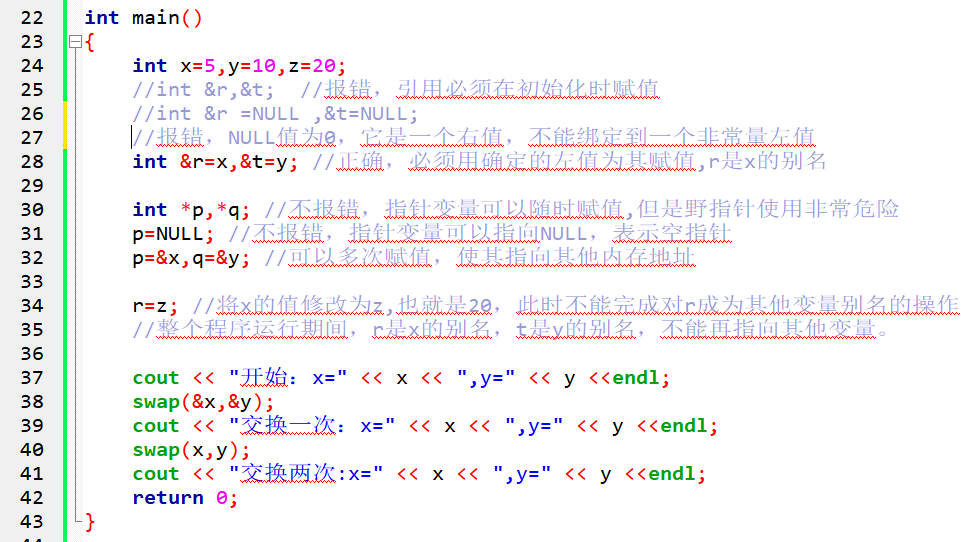 22 int main()
23 {
24 int x=5,y=10,z=20;
25 //int &r,&t;  //报错，引用必须在初始化时赋值
26 //int &r =NULL ,&t=NULL;
27 //报错，NULL值为0，它是一个右值，不能绑定到一个非常量左值
28 int &r=x,&t=y; //正确，必须用确定的左值为其赋值,r是x的别名
29
30 int *p,*q; //不报错，指针变量可以随时赋值,但是野指针使用非常危险
31 p=NULL; //不报错，指针变量可以指向NULL，表示空指针
32 p=&x,q=&y; //可以多次赋值，使其指向其他内存地址
33
34 r=z; //将x的值修改为z,也就是20，此时不能完成对r成为其他变量别名的操作
35 //整个程序运行期间，r是x的别名，t是y的别名，不能再指向其他变量。
36
37 cout << "开始：x=" << x << ",y=" << y <<endl;
38 swap(&x,&y);
39 cout << "交换一次：x=" << x << ",y=" << y <<endl;
40 swap(x,y);
41 cout << "交换两次:x=" << x << ",y=" << y <<endl;
42 return 0;
43 }